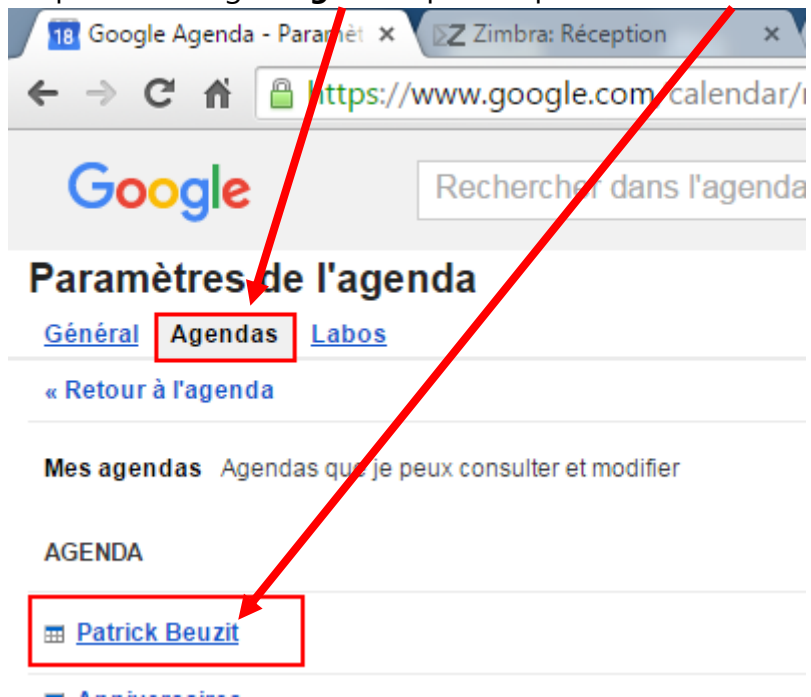 18 Google Agenda - Paramèt × Zimbra: Réception ×
https://www.google.com/calendar/
Google Rechercher dans l'agenda
Paramètres de l'agenda
Général Agendas Labos
« Retour à l'agenda
Mes agendas Agendas que je peux consulter et modifier
AGENDA
Patrick Beuzit